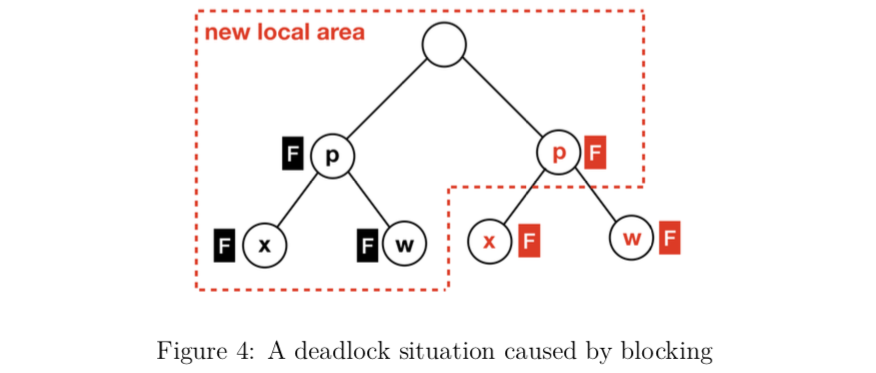 new local area
F p
p F
F x
F w
x F
w F
Figure 4: A deadlock situation caused by blocking